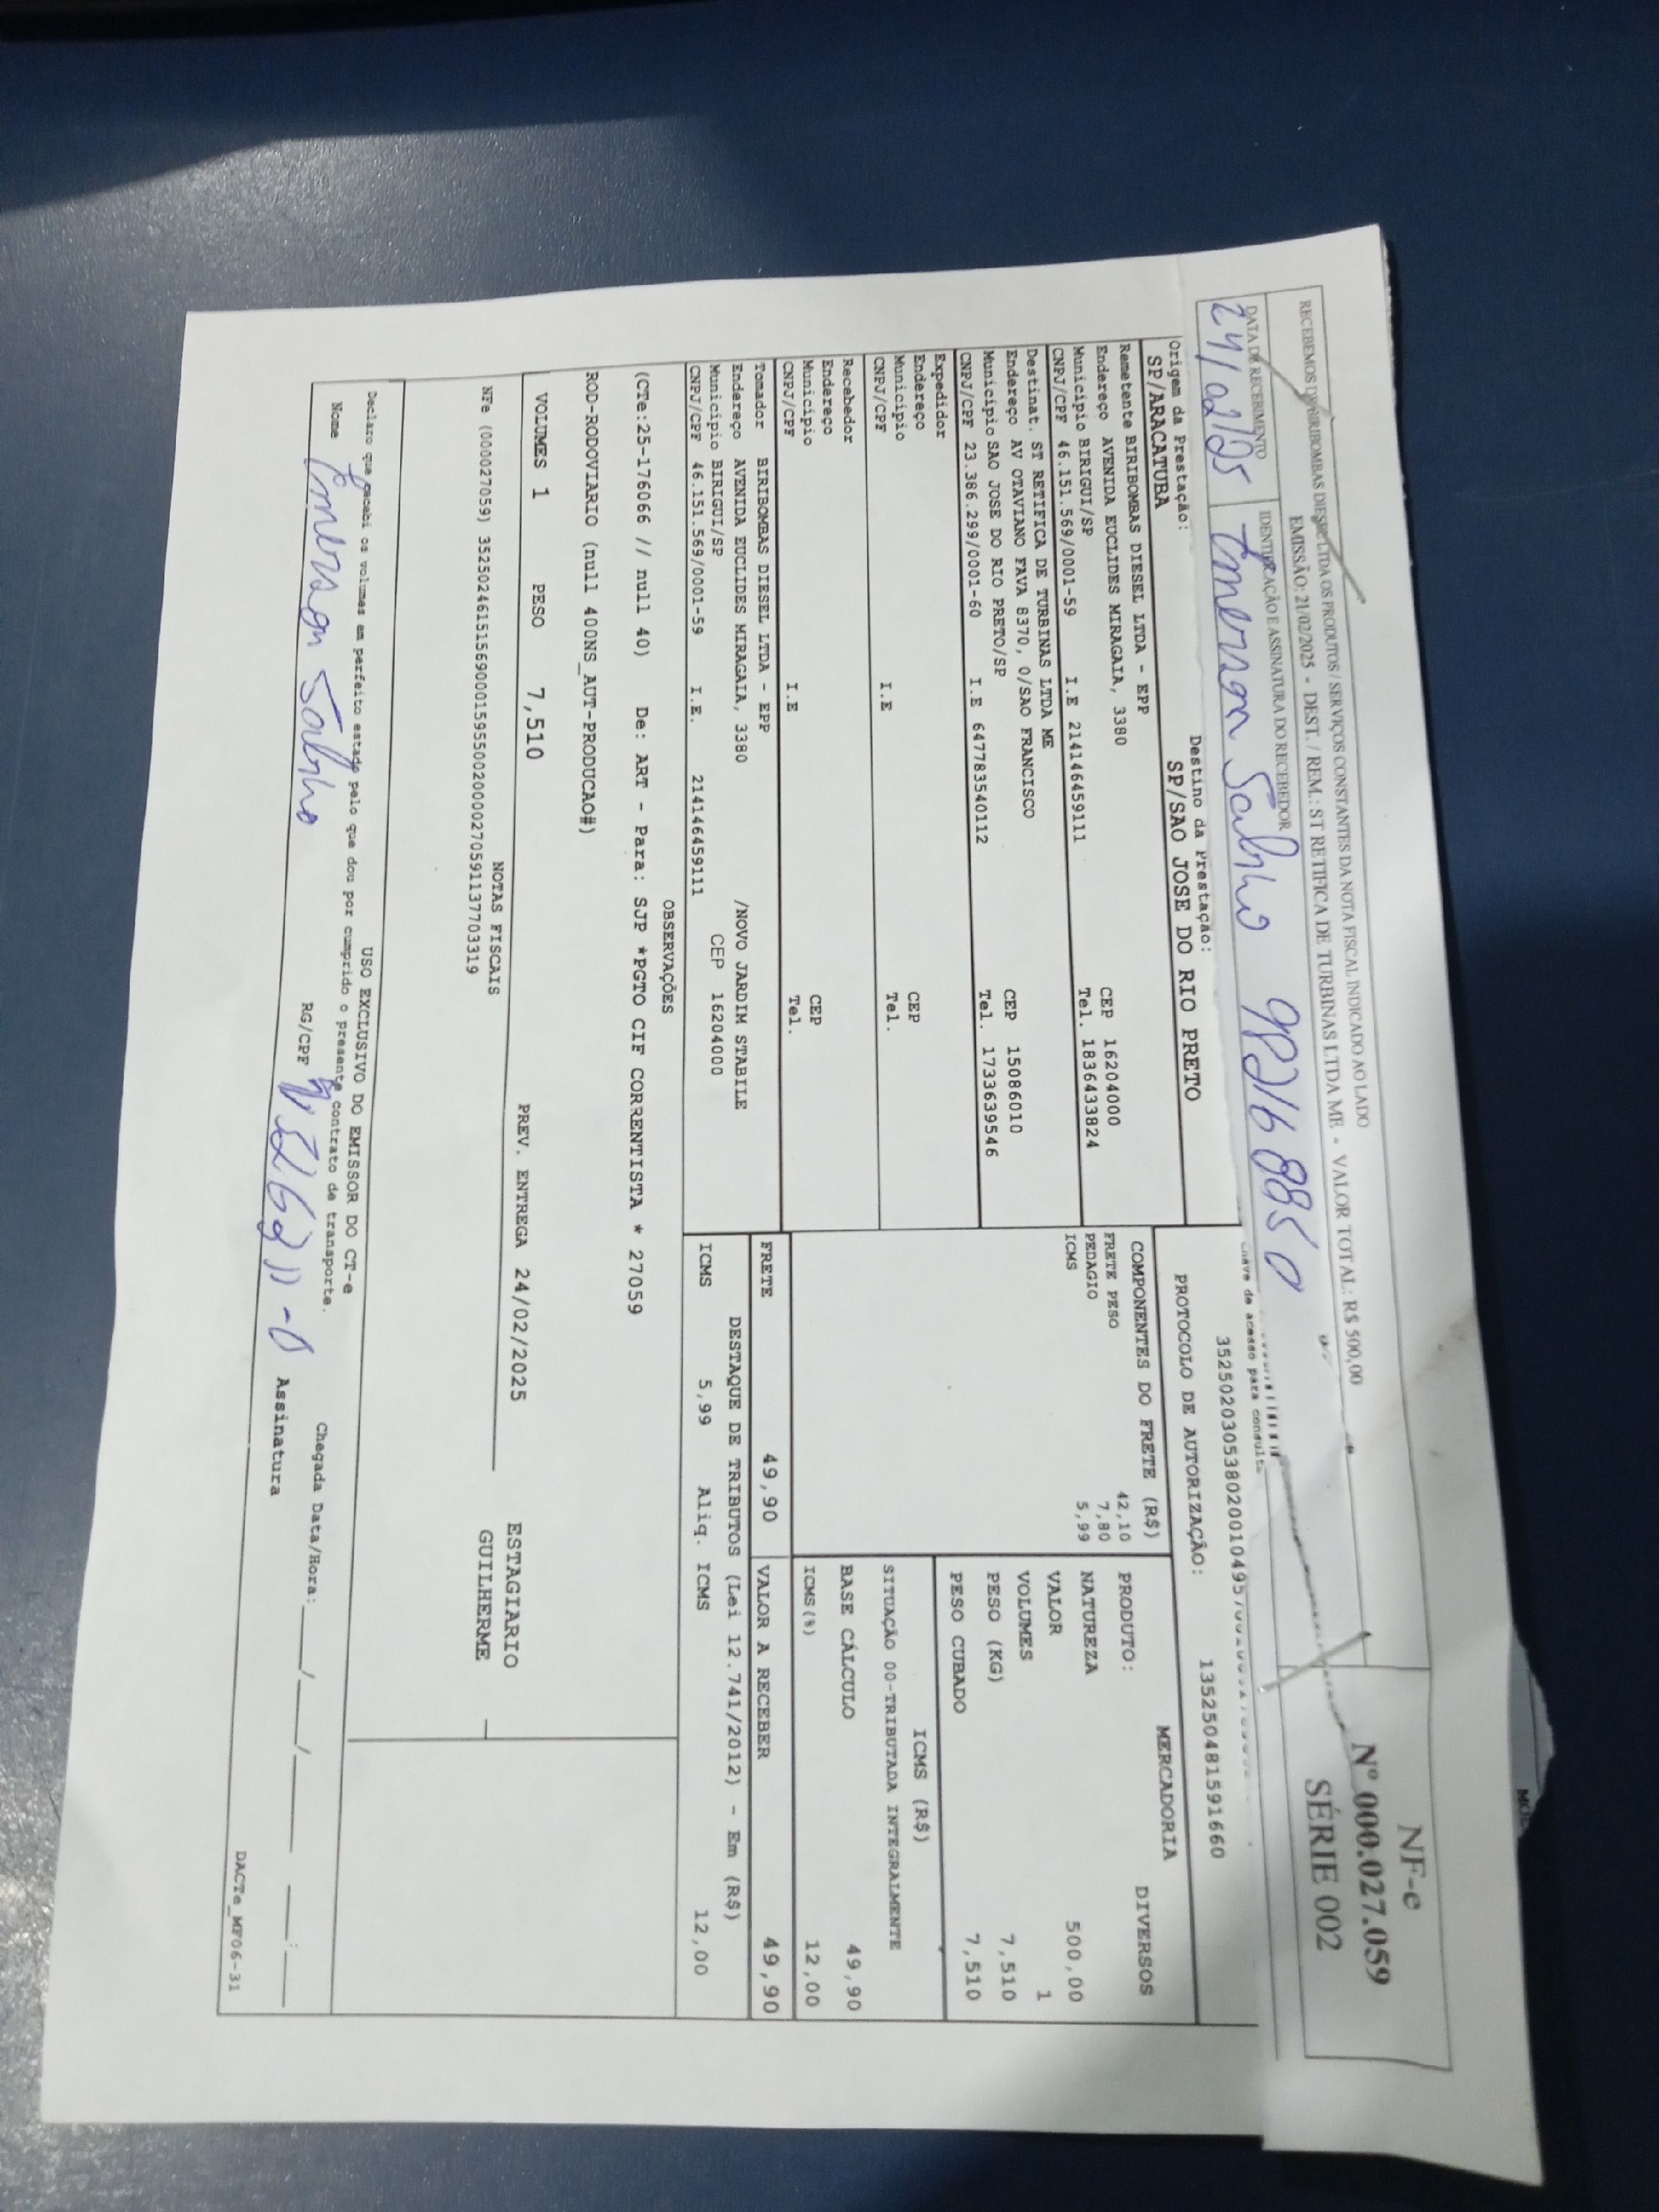 RECEBEMOS DE BIRIBOMBAS DIESEL LTDA OS PRODUTOS / SERVIÇOS CONSTANTES DA NOTA FISCAL INDICADO AO LADO
EMISSÃO: 21/02/2025 - DEST. / REM.: ST RETIFICA DE TURBINAS LTDA ME - VALOR TOTAL: R$ 500,00
NF-e
Nº 000.027.059
SÉRIE 002
DATA DE RECEBIMENTO
IDENTIFICAÇÃO E ASSINATURA DO RECEBEDOR
24/02/25
Chave de acesso para consulta
PROTOCOLO DE AUTORIZAÇÃO:
135250481591660
Origem da Prestação:
SP/ARACATURA
Destino da Prestação:
SP/SAO JOSE DO RIO PRETO
Remetente BIRIBOMBAS DIESEL LTDA - EPP
Endereço AVENIDA EUCLIDES MIRAGAIA, 3380 CEP 16204000
Município BIRIGUI/SP Tel. 1836433824
CNPJ/CPF 46.151.569/0001-59 I.E 214146459111
Destinat. ST RETIFICA DE TURBINAS LTDA ME
Endereço AV OTAVIANO FAVA 8370, 0/SAO FRANCISCO CEP 15086010
Município SAO JOSE DO RIO PRETO/SP Tel. 1733639546
CNPJ/CPF 23.386.299/0001-60 I.E 647783540112
Expedidor
Endereço CEP
Município Tel.
CNPJ/CPF I.E
Recebedor
Endereço CEP
Município Tel.
CNPJ/CPF I.E
Tomador BIRIBOMBAS DIESEL LTDA - EPP
Endereço AVENIDA EUCLIDES MIRAGAIA, 3380 /NOVO JARDIM STABILE
Município BIRIGUI/SP CEP 16204000
CNPJ/CPF 46.151.569/0001-59 I.E. 214146459111
COMPONENTES DO FRETE (R$)
FRETE PESO 42,10
PEDAGIO 7,80
ICMS 5,99
MERCADORIA
PRODUTO: DIVERSOS
NATUREZA
VALOR 500,00
VOLUMES 1
PESO (KG) 7,510
PESO CUBADO 7,510
ICMS (R$)
SITUAÇÃO 00-TRIBUTADA INTEGRALMENTE
BASE CÁLCULO 49,90
ICMS(%) 12,00
FRETE 49,90
VALOR A RECEBER 49,90
DESTAQUE DE TRIBUTOS (Lei 12.741/2012) - Em (R$)
ICMS 5,99 Aliq. ICMS 12,00
OBSERVAÇÕES
(CTe:25-176066 // null 40) De: ART - Para: SJP *PGTO CIF CORRENTISTA * 27059
ROD-RODOVIARIO (null 400NS_AUT-PRODUCAO#)
VOLUMES 1 PESO 7,510 PREV. ENTREGA 24/02/2025 ESTAGIARIO
GUILHERME
NOTAS FISCAIS
NFe (000027059) 35250246151569000159550020000270591137703319
USO EXCLUSIVO DO EMISSOR DO CT-e
Declaro que recebi os volumes em perfeito estado pelo que dou por cumprido o presente contrato de transporte.
Nome RG/CPF Assinatura
Chegada Data/Hora: ___/___/___ __:__
DACTe_MF06-31